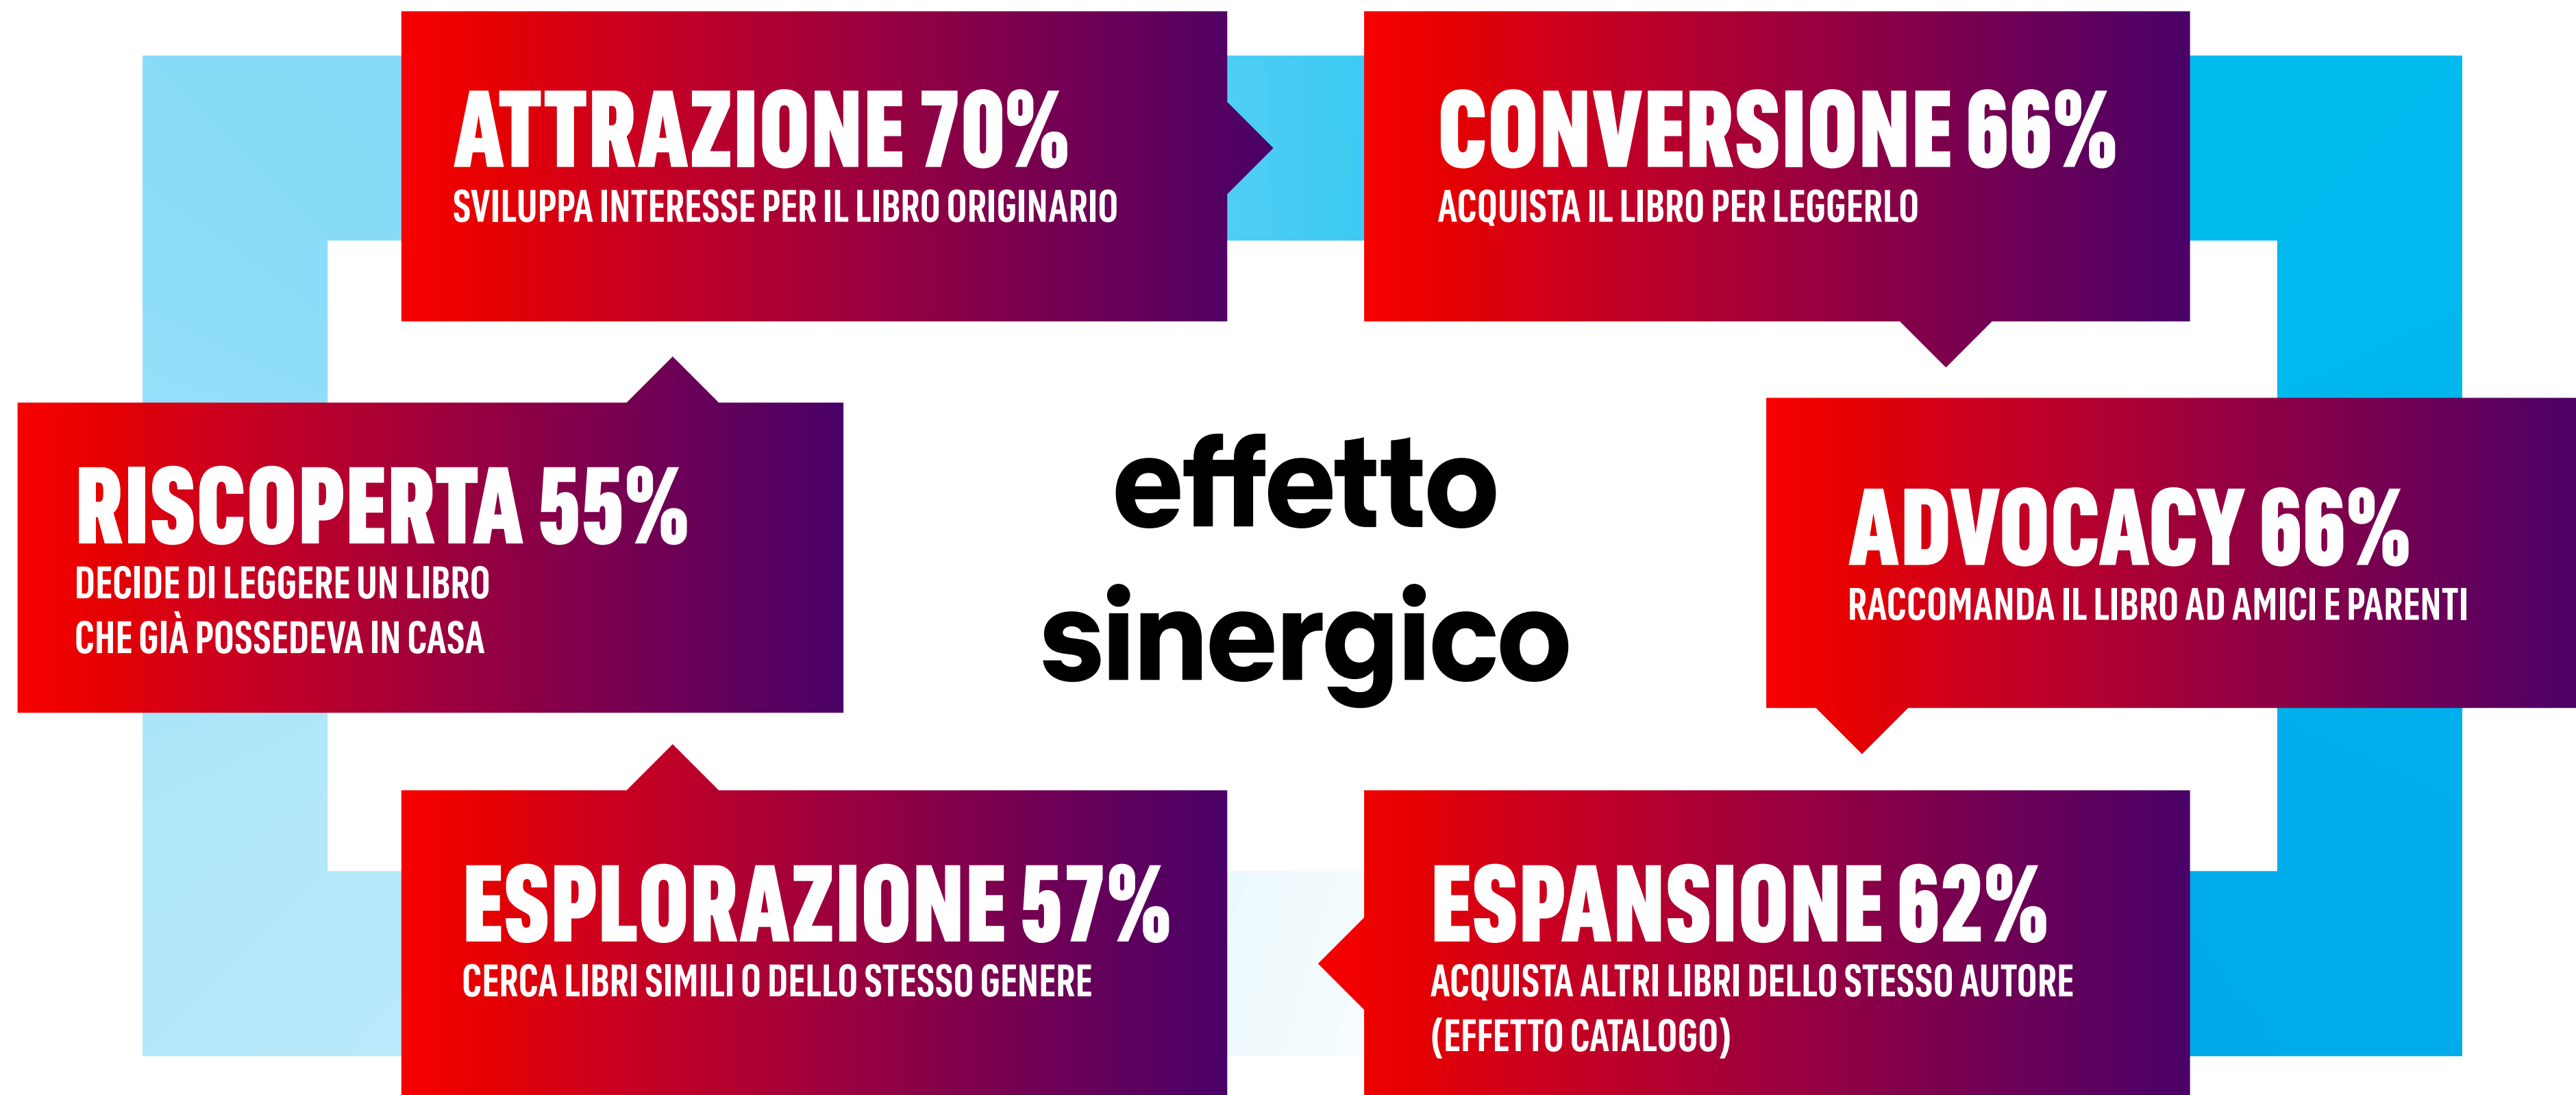 ATTRAZIONE 70%
SVILUPPA INTERESSE PER IL LIBRO ORIGINARIO
CONVERSIONE 66%
ACQUISTA IL LIBRO PER LEGGERLO
RISCOPERTA 55%
DECIDE DI LEGGERE UN LIBRO
CHE GIÀ POSSEDEVA IN CASA
effetto
sinergico
ADVOCACY 66%
RACCOMANDA IL LIBRO AD AMICI E PARENTI
ESPLORAZIONE 57%
CERCA LIBRI SIMILI O DELLO STESSO GENERE
ESPANSIONE 62%
ACQUISTA ALTRI LIBRI DELLO STESSO AUTORE
(EFFETTO CATALOGO)